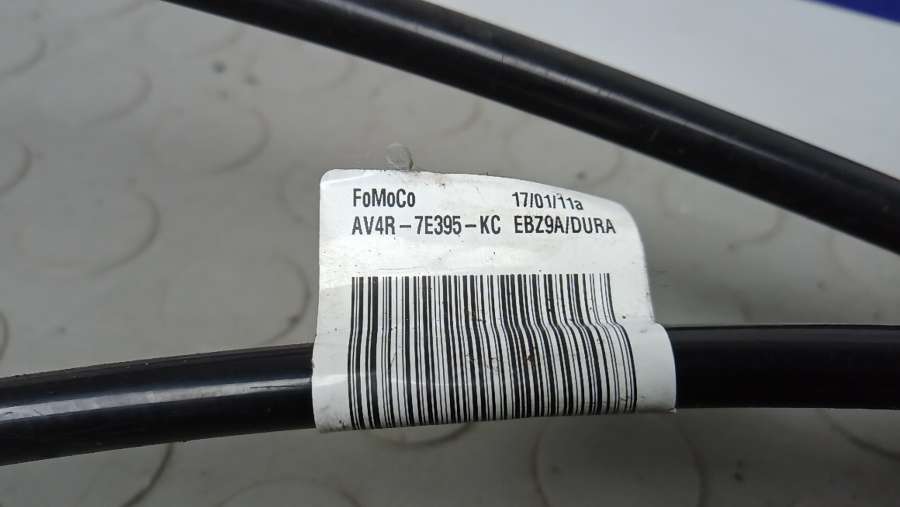 FoMoCo 17/01/11a
AV4R-7E395-KC EBZ9A/DURA